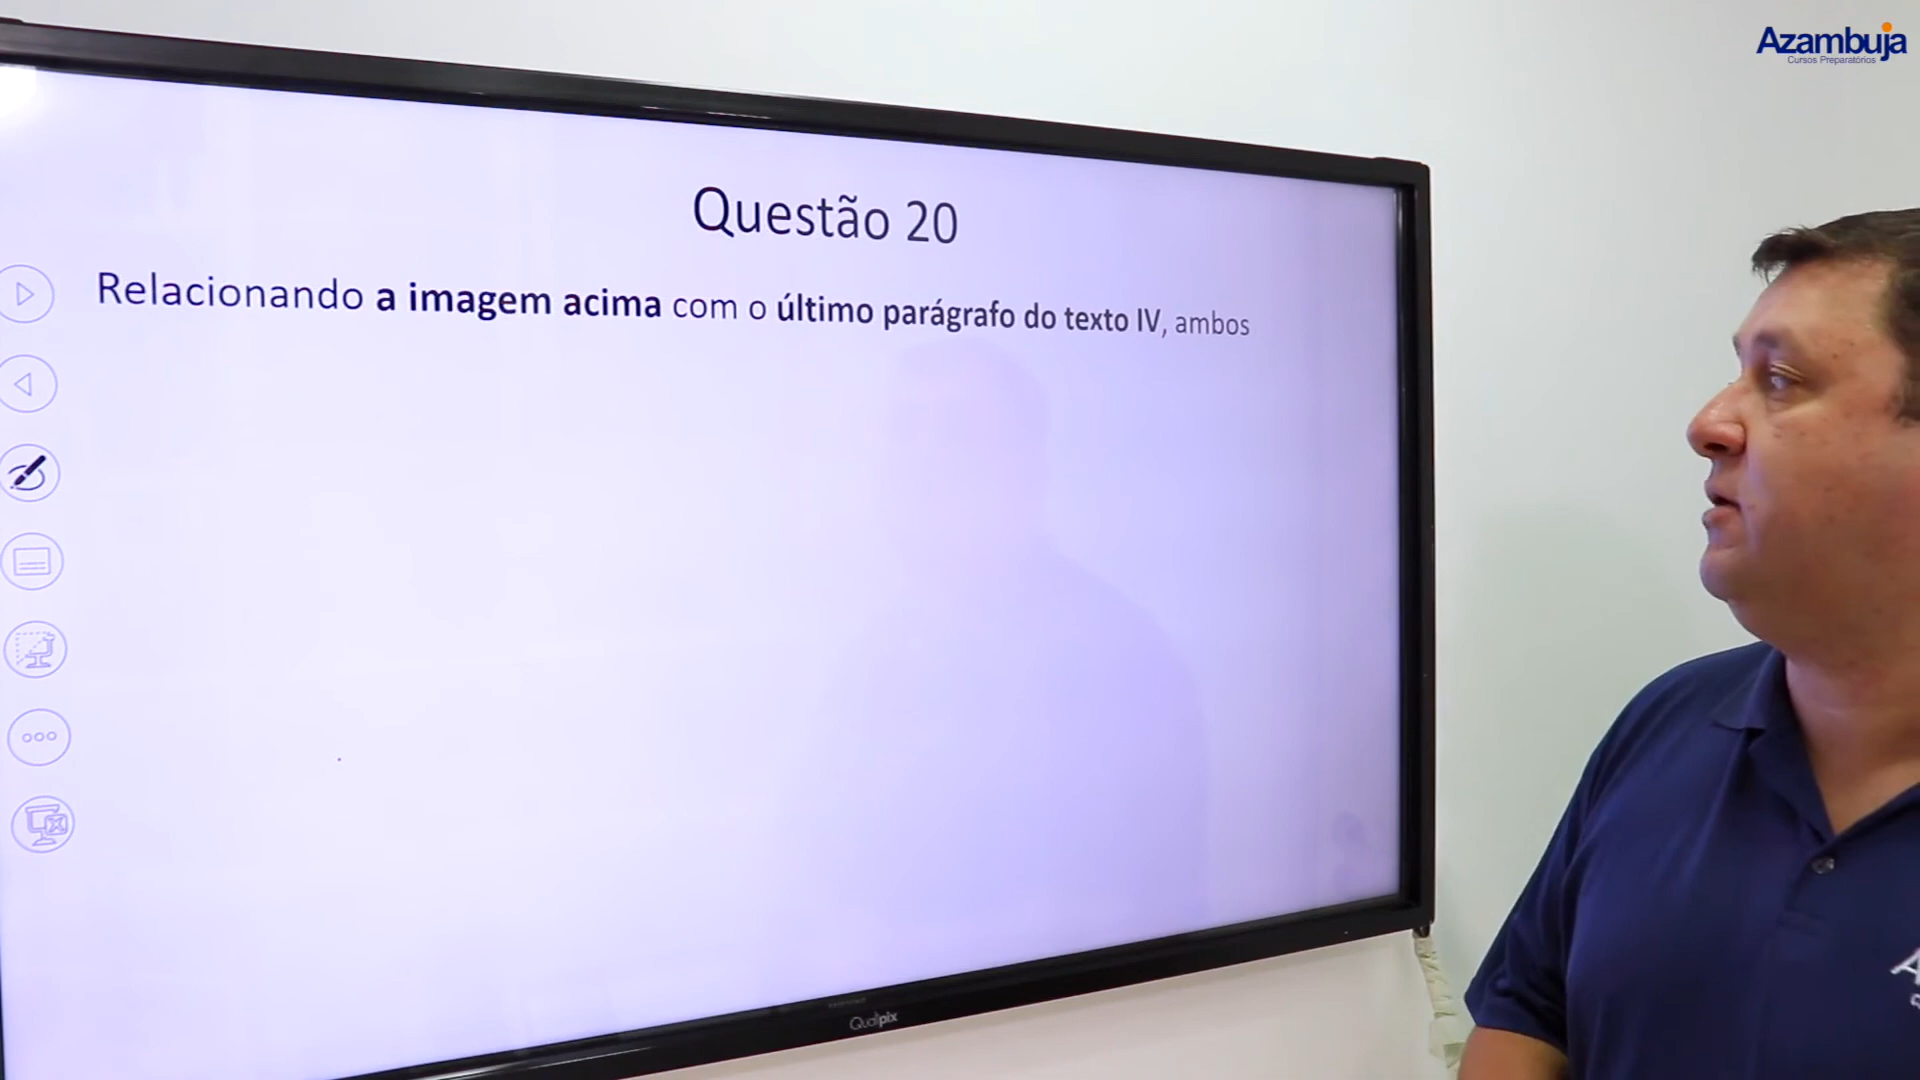 Azambuja
Cursos Preparatórios
Questão 20
Relacionando a imagem acima com o último parágrafo do texto IV, ambos
Qualpix